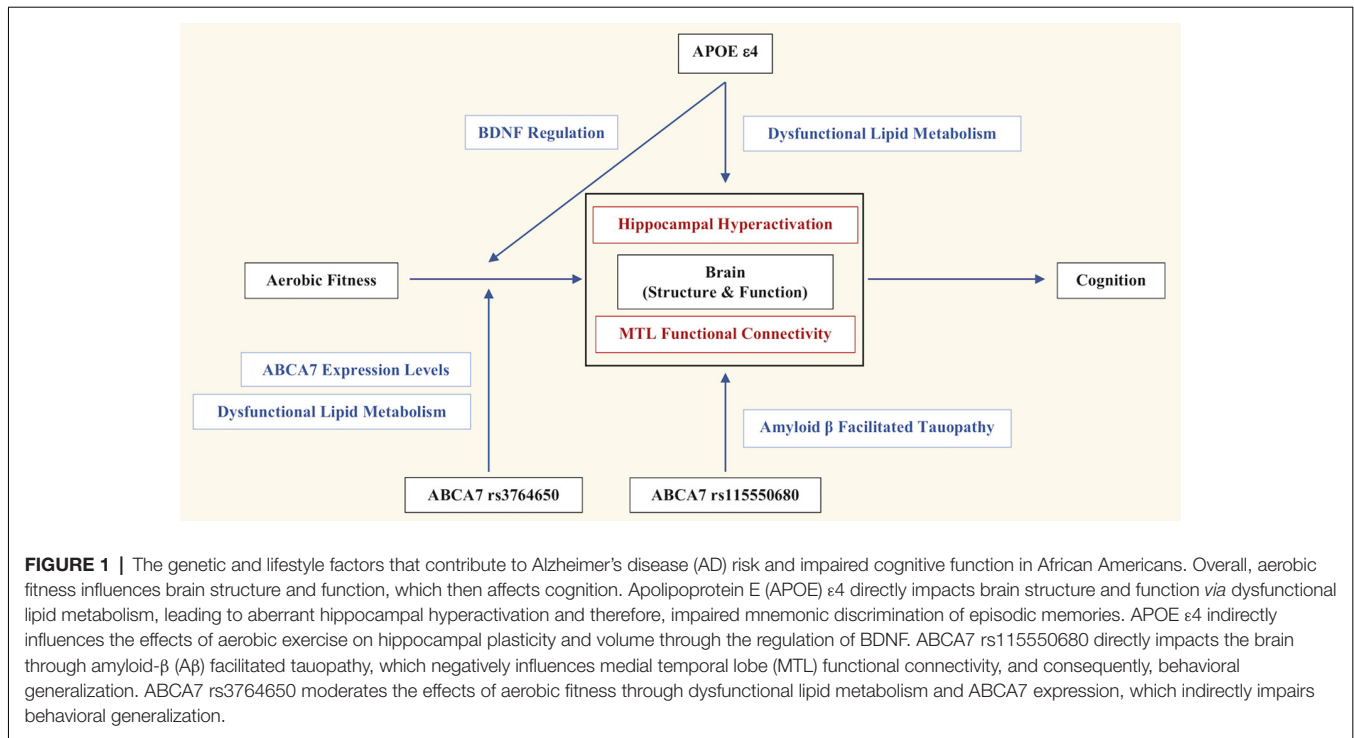 APOE ε4
BDNF Regulation
Dysfunctional Lipid Metabolism
Hippocampal Hyperactivation
Aerobic Fitness
Brain
(Structure & Function)
Cognition
MTL Functional Connectivity
ABCA7 Expression Levels
Dysfunctional Lipid Metabolism
Amyloid β Facilitated Tauopathy
ABCA7 rs3764650
ABCA7 rs115550680
FIGURE 1 | The genetic and lifestyle factors that contribute to Alzheimer's disease (AD) risk and impaired cognitive function in African Americans. Overall, aerobic
fitness influences brain structure and function, which then affects cognition. Apolipoprotein E (APOE) ε4 directly impacts brain structure and function via dysfunctional
lipid metabolism, leading to aberrant hippocampal hyperactivation and therefore, impaired mnemonic discrimination of episodic memories. APOE ε4 indirectly
influences the effects of aerobic exercise on hippocampal plasticity and volume through the regulation of BDNF. ABCA7 rs115550680 directly impacts the brain
through amyloid-β (Aβ) facilitated tauopathy, which negatively influences medial temporal lobe (MTL) functional connectivity, and consequently, behavioral
generalization. ABCA7 rs3764650 moderates the effects of aerobic fitness through dysfunctional lipid metabolism and ABCA7 expression, which indirectly impairs
behavioral generalization.